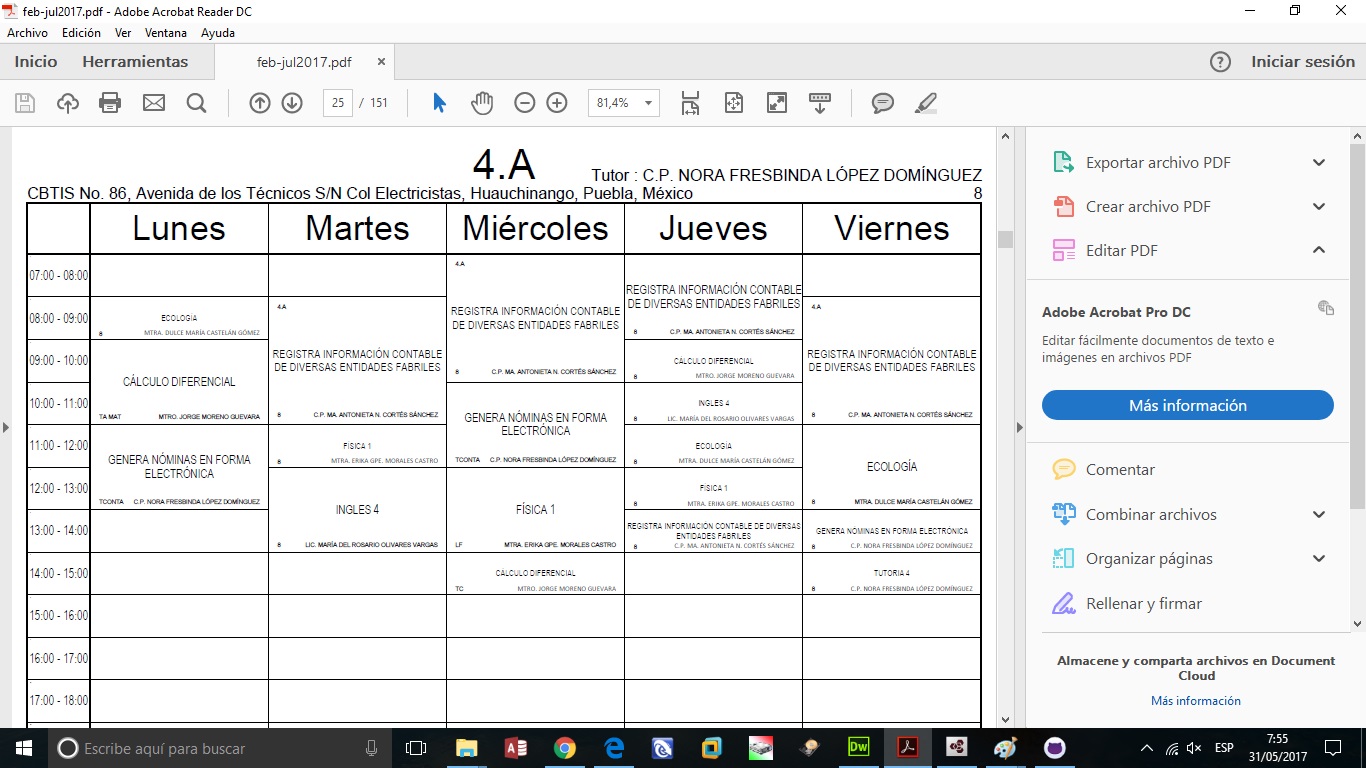 feb-jul2017.pdf - Adobe Acrobat Reader DC
Archivo Edición Ver Ventana Ayuda
Inicio Herramientas feb-jul2017.pdf × ? Iniciar sesión
25 / 151 81,4%
4.A
Tutor : C.P. NORA FRESBINDA LÓPEZ DOMÍNGUEZ
CBTIS No. 86, Avenida de los Técnicos S/N Col Electricistas, Huauchinango, Puebla, México 8
Lunes Martes Miércoles Jueves Viernes
07:00 - 08:00
08:00 - 09:00
09:00 - 10:00
10:00 - 11:00
11:00 - 12:00
12:00 - 13:00
13:00 - 14:00
14:00 - 15:00
15:00 - 16:00
16:00 - 17:00
17:00 - 18:00
ECOLOGÍA
8 MTRA. DULCE MARÍA CASTELÁN GÓMEZ
CÁLCULO DIFERENCIAL
TA MAT MTRO. JORGE MORENO GUEVARA
GENERA NÓMINAS EN FORMA
ELECTRÓNICA
TCONTA C.P. NORA FRESBINDA LÓPEZ DOMÍNGUEZ
4.A
REGISTRA INFORMACIÓN CONTABLE
DE DIVERSAS ENTIDADES FABRILES
8 C.P. MA. ANTONIETA N. CORTÉS SÁNCHEZ
FÍSICA 1
8 MTRA. ERIKA GPE. MORALES CASTRO
INGLES 4
8 LIC. MARÍA DEL ROSARIO OLIVARES VARGAS
4.A
REGISTRA INFORMACIÓN CONTABLE
DE DIVERSAS ENTIDADES FABRILES
8 C.P. MA. ANTONIETA N. CORTÉS SÁNCHEZ
GENERA NÓMINAS EN FORMA
ELECTRÓNICA
TCONTA C.P. NORA FRESBINDA LÓPEZ DOMÍNGUEZ
FÍSICA 1
LF MTRA. ERIKA GPE. MORALES CASTRO
CÁLCULO DIFERENCIAL
TC MTRO. JORGE MORENO GUEVARA
REGISTRA INFORMACIÓN CONTABLE
DE DIVERSAS ENTIDADES FABRILES
8 C.P. MA. ANTONIETA N. CORTÉS SÁNCHEZ
CÁLCULO DIFERENCIAL
8 MTRO. JORGE MORENO GUEVARA
INGLES 4
8 LIC. MARÍA DEL ROSARIO OLIVARES VARGAS
ECOLOGÍA
8 MTRA. DULCE MARÍA CASTELÁN GÓMEZ
FÍSICA 1
8 MTRA. ERIKA GPE. MORALES CASTRO
REGISTRA INFORMACIÓN CONTABLE DE DIVERSAS
ENTIDADES FABRILES
8 C.P. MA. ANTONIETA N. CORTÉS SÁNCHEZ
4.A
REGISTRA INFORMACIÓN CONTABLE
DE DIVERSAS ENTIDADES FABRILES
8 C.P. MA. ANTONIETA N. CORTÉS SÁNCHEZ
ECOLOGÍA
8 MTRA. DULCE MARÍA CASTELÁN GÓMEZ
GENERA NÓMINAS EN FORMA ELECTRÓNICA
8 C.P. NORA FRESBINDA LÓPEZ DOMÍNGUEZ
TUTORIA 4
8 C.P. NORA FRESBINDA LÓPEZ DOMÍNGUEZ
Exportar archivo PDF
Crear archivo PDF
Editar PDF
Adobe Acrobat Pro DC
Editar fácilmente documentos de texto e
imágenes en archivos PDF
Más información
Comentar
Combinar archivos
Organizar páginas
Rellenar y firmar
Almacene y comparta archivos en Document
Cloud
Más información
Escribe aquí para buscar
Dw
ESP
7:55
31/05/2017